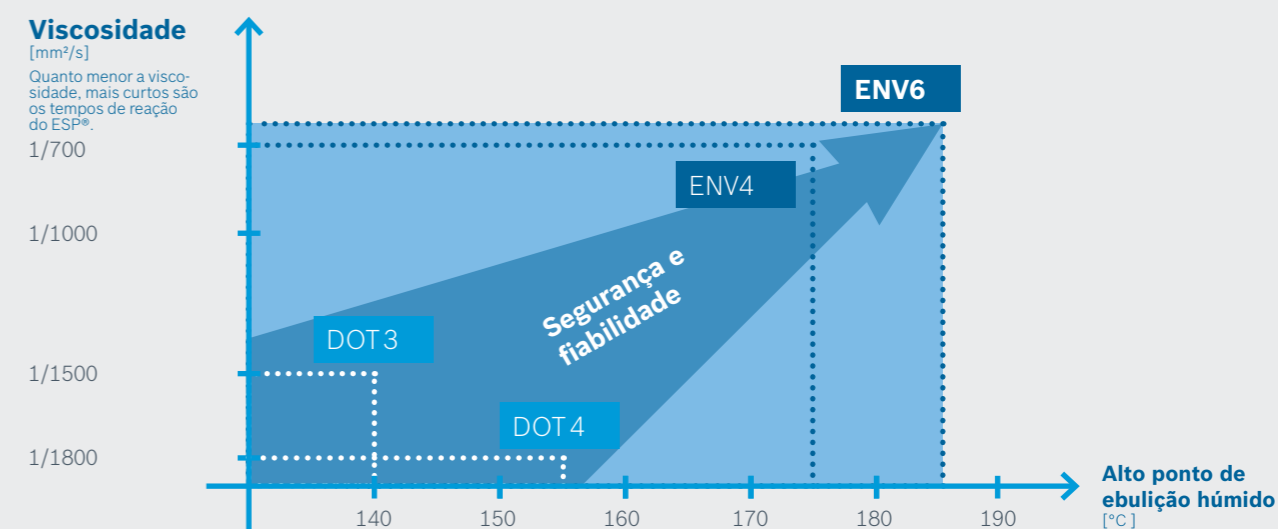 Viscosidade
[mm²/s]
Quanto menor a visco-
sidade, mais curtos são
os tempos de reação
do ESP®.
1/700
1/1000
1/1500
1/1800
ENV6
ENV4
Segurança e
fiabilidade
DOT 3
DOT 4
140 150 160 170 180 190
Alto ponto de
ebulição húmido
[°C ]